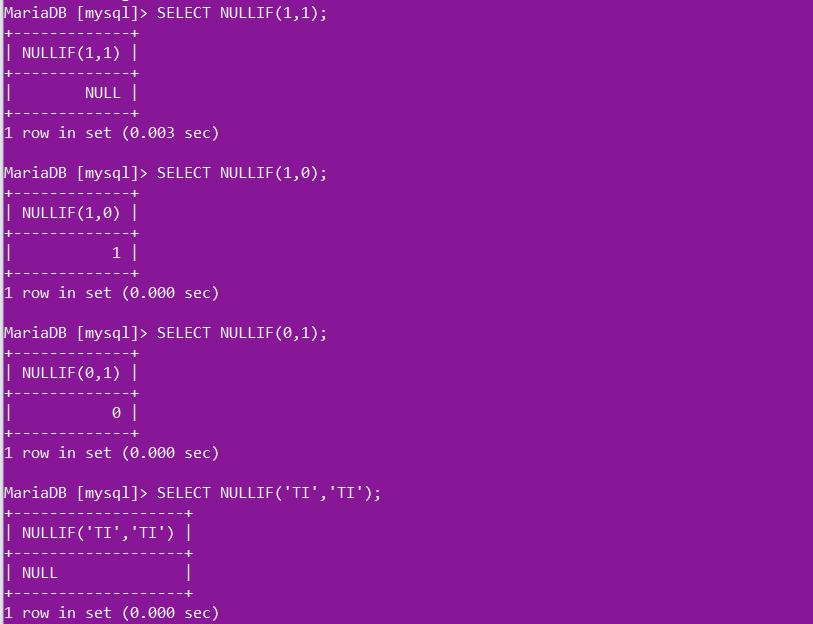 MariaDB [mysql]> SELECT NULLIF(1,1);
+-------------+
| NULLIF(1,1) |
+-------------+
|        NULL |
+-------------+
1 row in set (0.003 sec)

MariaDB [mysql]> SELECT NULLIF(1,0);
+-------------+
| NULLIF(1,0) |
+-------------+
|           1 |
+-------------+
1 row in set (0.000 sec)

MariaDB [mysql]> SELECT NULLIF(0,1);
+-------------+
| NULLIF(0,1) |
+-------------+
|           0 |
+-------------+
1 row in set (0.000 sec)

MariaDB [mysql]> SELECT NULLIF('TI','TI');
+-------------------+
| NULLIF('TI','TI') |
+-------------------+
| NULL              |
+-------------------+
1 row in set (0.000 sec)